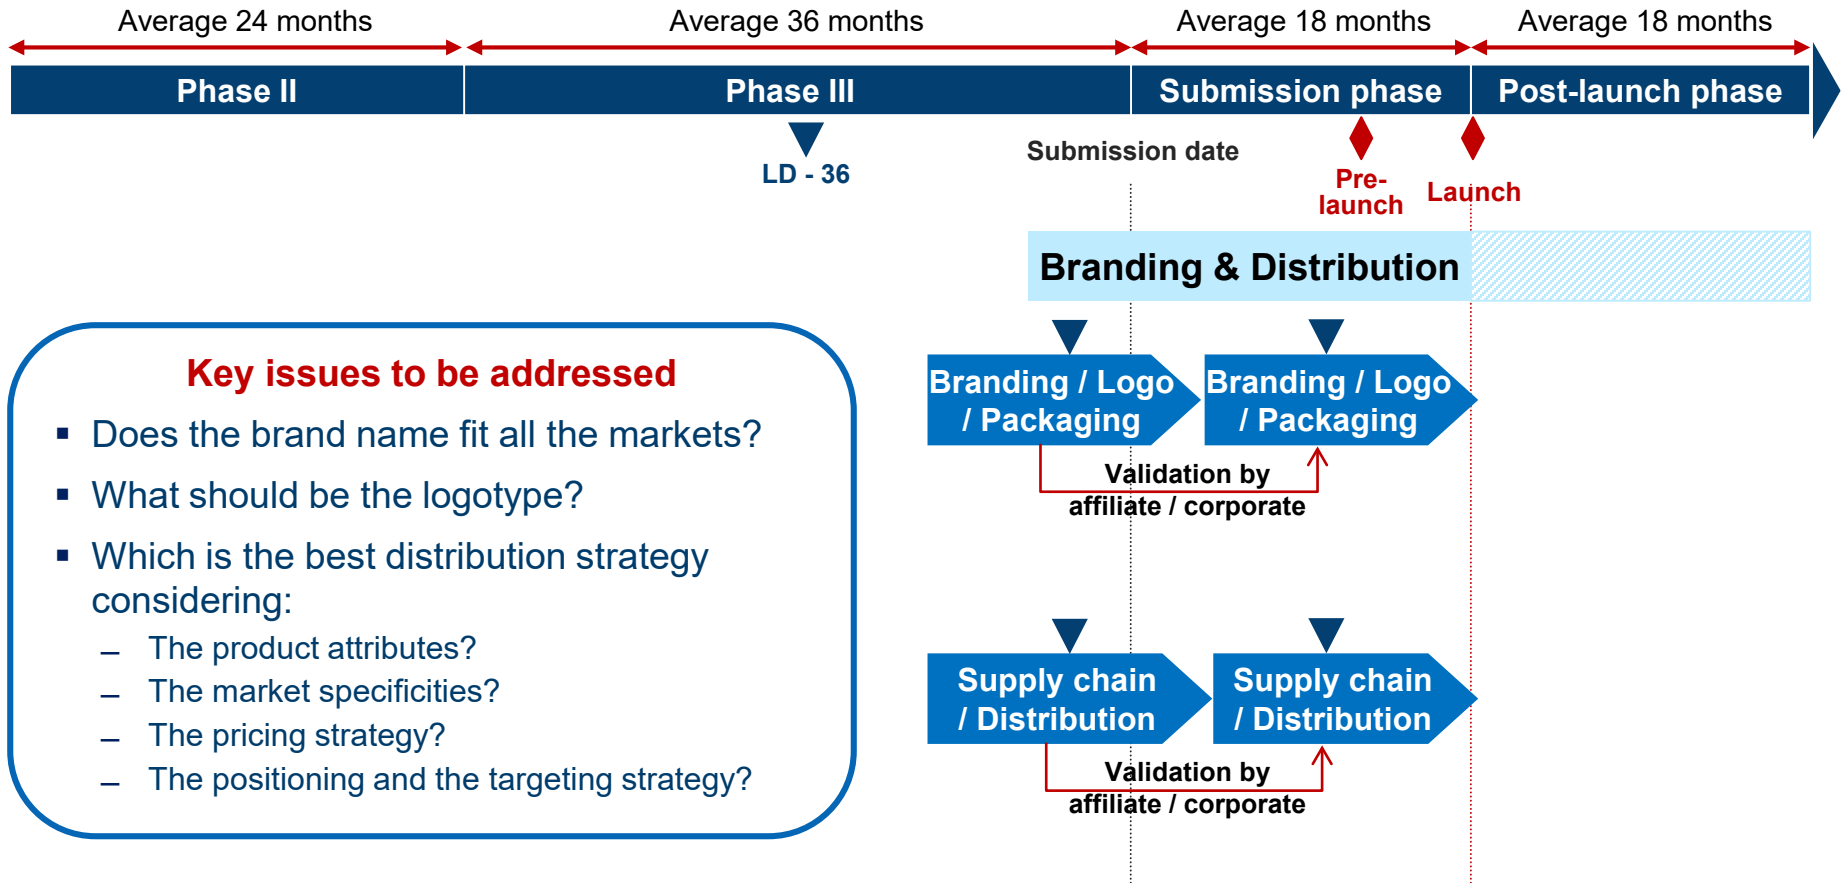 Average 24 months
Average 36 months
Average 18 months
Average 18 months
Phase II
Phase III
Submission phase
Post-launch phase
LD - 36
Submission date
Pre-
launch
Launch
Branding & Distribution
Key issues to be addressed
▪ Does the brand name fit all the markets?
▪ What should be the logotype?
▪ Which is the best distribution strategy
considering:
– The product attributes?
– The market specificities?
– The pricing strategy?
– The positioning and the targeting strategy?
Branding / Logo
/ Packaging
Branding / Logo
/ Packaging
Validation by
affiliate / corporate
Supply chain
/ Distribution
Supply chain
/ Distribution
Validation by
affiliate / corporate